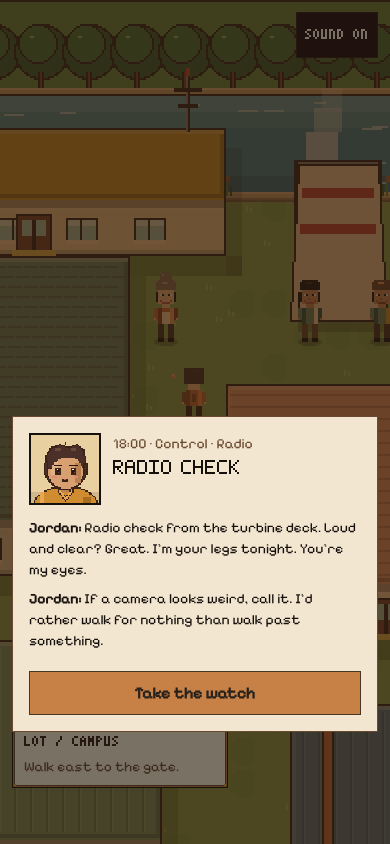 SOUND ON
18:00 · Control · Radio
RADIO CHECK
Jordan: Radio check from the turbine deck. Loud
and clear? Great. I'm your legs tonight. You're
my eyes.
Jordan: If a camera looks weird, call it. I'd
rather walk for nothing than walk past
something.
Take the watch
LOT / CAMPUS
Walk east to the gate.